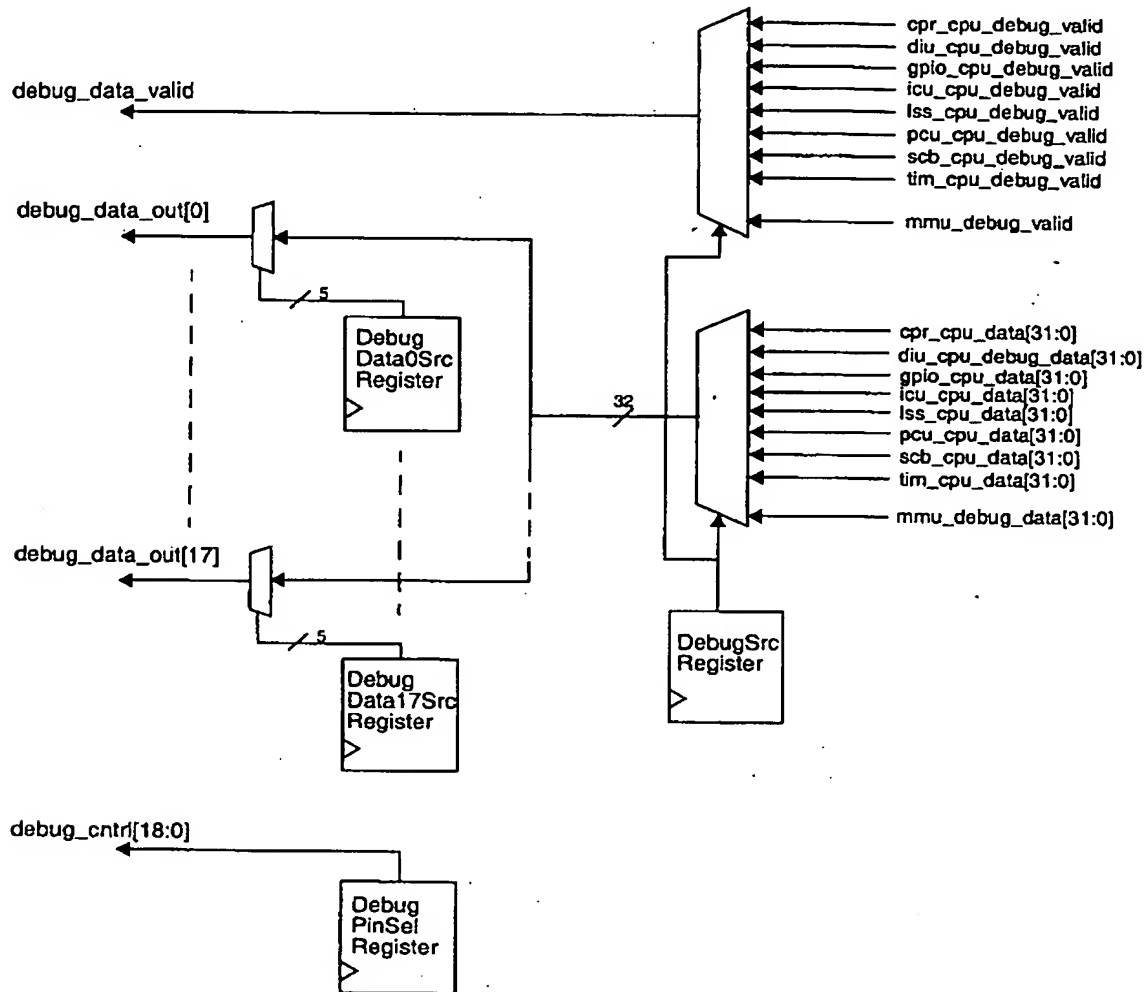 cpr_cpu_debug_valid
diu_cpu_debug_valid
gpio_cpu_debug_valid
icu_cpu_debug_valid
lss_cpu_debug_valid
pcu_cpu_debug_valid
scb_cpu_debug_valid
tim_cpu_debug_valid
mmu_debug_valid
debug_data_valid
debug_data_out[0]
5
Debug
Data0Src
Register
cpr_cpu_data[31:0]
diu_cpu_debug_data[31:0]
gpio_cpu_data[31:0]
icu_cpu_data[31:0]
lss_cpu_data[31:0]
pcu_cpu_data[31:0]
scb_cpu_data[31:0]
tim_cpu_data[31:0]
mmu_debug_data[31:0]
32
debug_data_out[17]
5
Debug
Data17Src
Register
DebugSrc
Register
debug_cntrl[18:0]
Debug
PinSel
Register